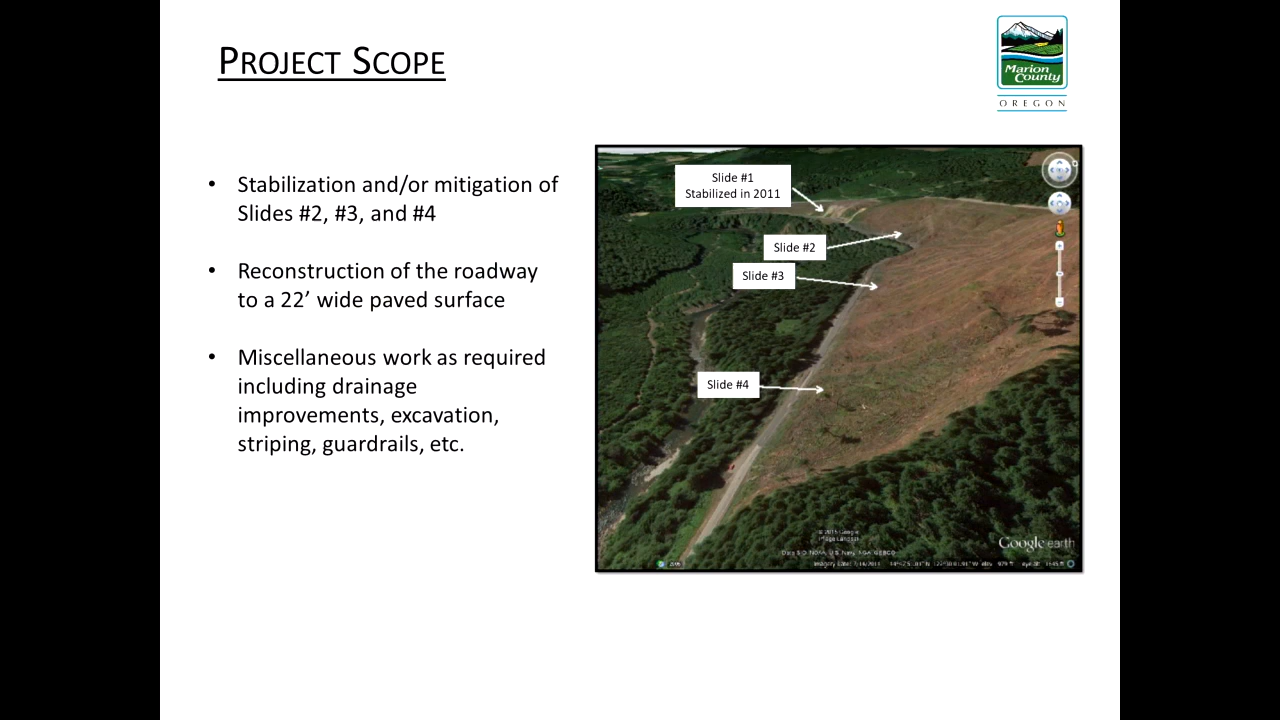 PROJECT SCOPE
Marion
County
OREGON
• Stabilization and/or mitigation of
Slides #2, #3, and #4
• Reconstruction of the roadway
to a 22’ wide paved surface
• Miscellaneous work as required
including drainage
improvements, excavation,
striping, guardrails, etc.
Slide #1
Stabilized in 2011
Slide #2
Slide #3
Slide #4
Google earth